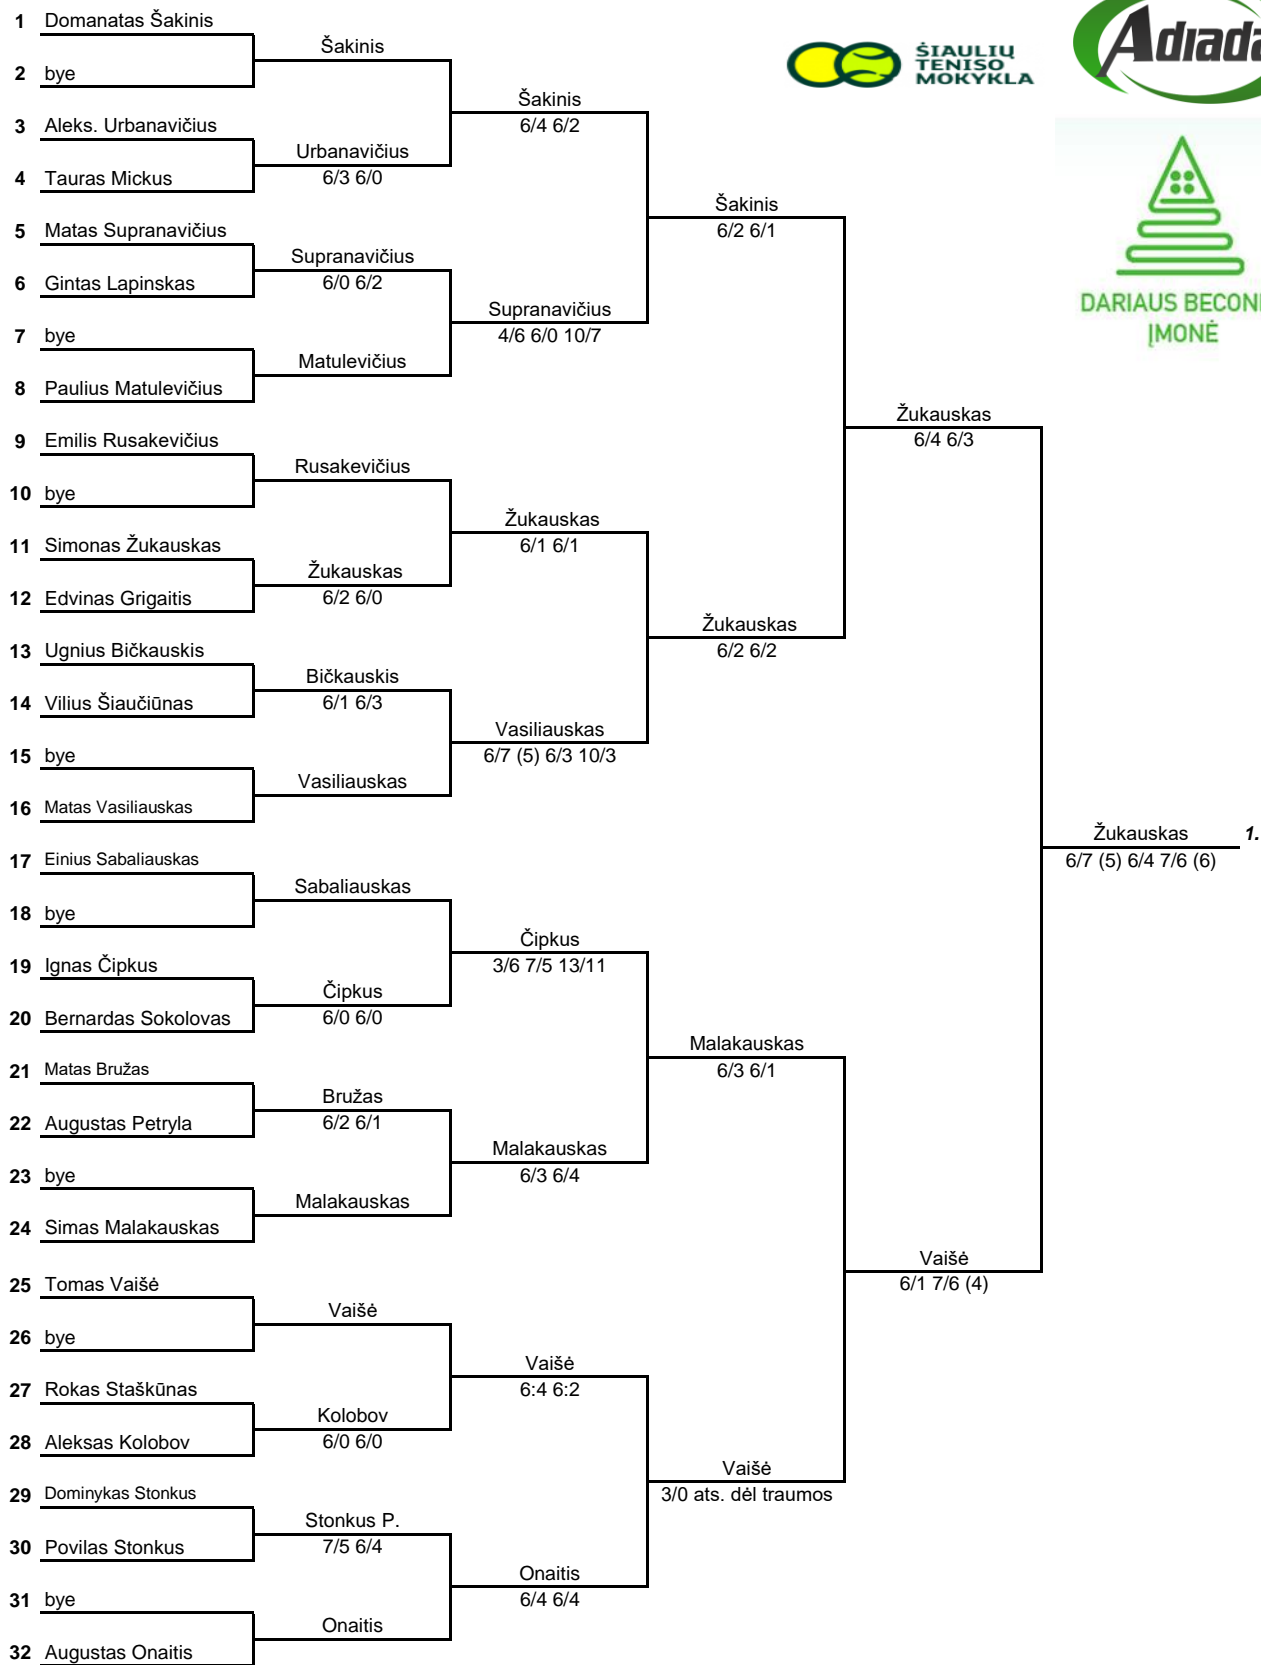 1 Domanatas Šakinis
Šakinis
2 bye
Šakinis
6/4 6/2
3 Aleks. Urbanavičius
Urbanavičius
6/3 6/0
4 Tauras Mickus
Šakinis
6/2 6/1
5 Matas Supranavičius
Supranavičius
6/0 6/2
6 Gintas Lapinskas
Supranavičius
4/6 6/0 10/7
7 bye
Matulevičius
8 Paulius Matulevičius
Žukauskas
6/4 6/3
9 Emilis Rusakevičius
Rusakevičius
10 bye
Žukauskas
6/1 6/1
11 Simonas Žukauskas
Žukauskas
6/2 6/0
12 Edvinas Grigaitis
Žukauskas
6/2 6/2
13 Ugnius Bičkauskis
Bičkauskis
6/1 6/3
14 Vilius Šiaučiūnas
Vasiliauskas
6/7 (5) 6/3 10/3
15 bye
Vasiliauskas
16 Matas Vasiliauskas
Žukauskas 1.
6/7 (5) 6/4 7/6 (6)
17 Einius Sabaliauskas
Sabaliauskas
18 bye
Čipkus
3/6 7/5 13/11
19 Ignas Čipkus
Čipkus
6/0 6/0
20 Bernardas Sokolovas
Malakauskas
6/3 6/1
21 Matas Bružas
Bružas
6/2 6/1
22 Augustas Petryla
Malakauskas
6/3 6/4
23 bye
Malakauskas
24 Simas Malakauskas
Vaišė
6/1 7/6 (4)
25 Tomas Vaišė
Vaišė
26 bye
Vaišė
6:4 6:2
27 Rokas Staškūnas
Kolobov
6/0 6/0
28 Aleksas Kolobov
Vaišė
3/0 ats. dėl traumos
29 Dominykas Stonkus
Stonkus P.
7/5 6/4
30 Povilas Stonkus
Onaitis
6/4 6/4
31 bye
Onaitis
32 Augustas Onaitis
ŠIAULIŲ
TENISO
MOKYKLA
Adiada
DARIAUS BECON
ĮMONĖ